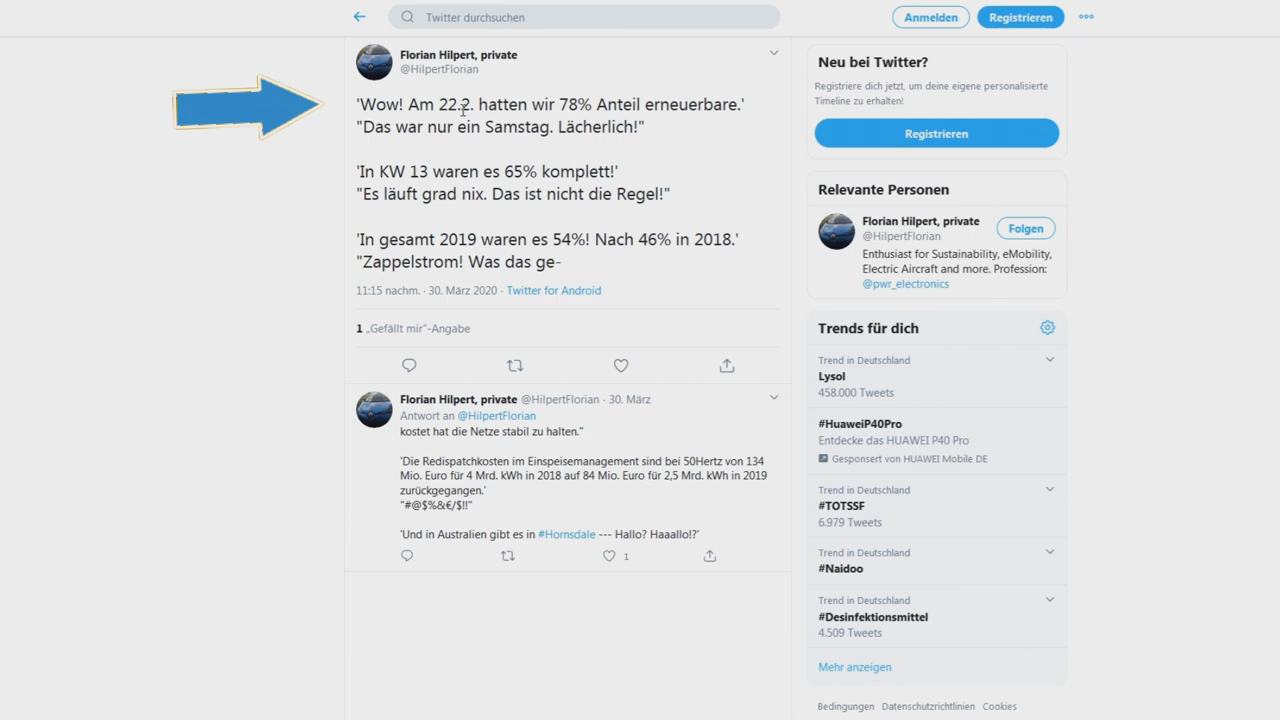 Twitter durchsuchen
Anmelden
Registrieren
Florian Hilpert, private
@HilpertFlorian
'Wow! Am 22.2. hatten wir 78% Anteil erneuerbare.'
"Das war nur ein Samstag. Lächerlich!"
'In KW 13 waren es 65% komplett!'
"Es läuft grad nix. Das ist nicht die Regel!"
'In gesamt 2019 waren es 54%! Nach 46% in 2018.'
"Zappelstrom! Was das ge-
11:15 nachm. · 30. März 2020 · Twitter for Android
1 „Gefällt mir“-Angabe
Florian Hilpert, private @HilpertFlorian · 30. März
Antwort an @HilpertFlorian
kostet hat die Netze stabil zu halten."
'Die Redispatchkosten im Einspeisemanagement sind bei 50Hertz von 134
Mio. Euro für 4 Mrd. kWh in 2018 auf 84 Mio. Euro für 2,5 Mrd. kWh in 2019
zurückgegangen.'
"#@$%&€/$!!"
'Und in Australien gibt es in #Hornsdale --- Hallo? Haaallo!?'
1
Neu bei Twitter?
Registriere dich jetzt, um deine eigene personalisierte
Timeline zu erhalten!
Registrieren
Relevante Personen
Florian Hilpert, private
@HilpertFlorian
Folgen
Enthusiast for Sustainability, eMobility,
Electric Aircraft and more. Profession:
@pwr_electronics
Trends für dich
Trend in Deutschland
Lysol
458.000 Tweets
#HuaweiP40Pro
Entdecke das HUAWEI P40 Pro
Gesponsert von HUAWEI Mobile DE
Trend in Deutschland
#TOTSSF
6.979 Tweets
Trend in Deutschland
#Naidoo
Trend in Deutschland
#Desinfektionsmittel
4.509 Tweets
Mehr anzeigen
Bedingungen Datenschutzrichtlinien Cookies